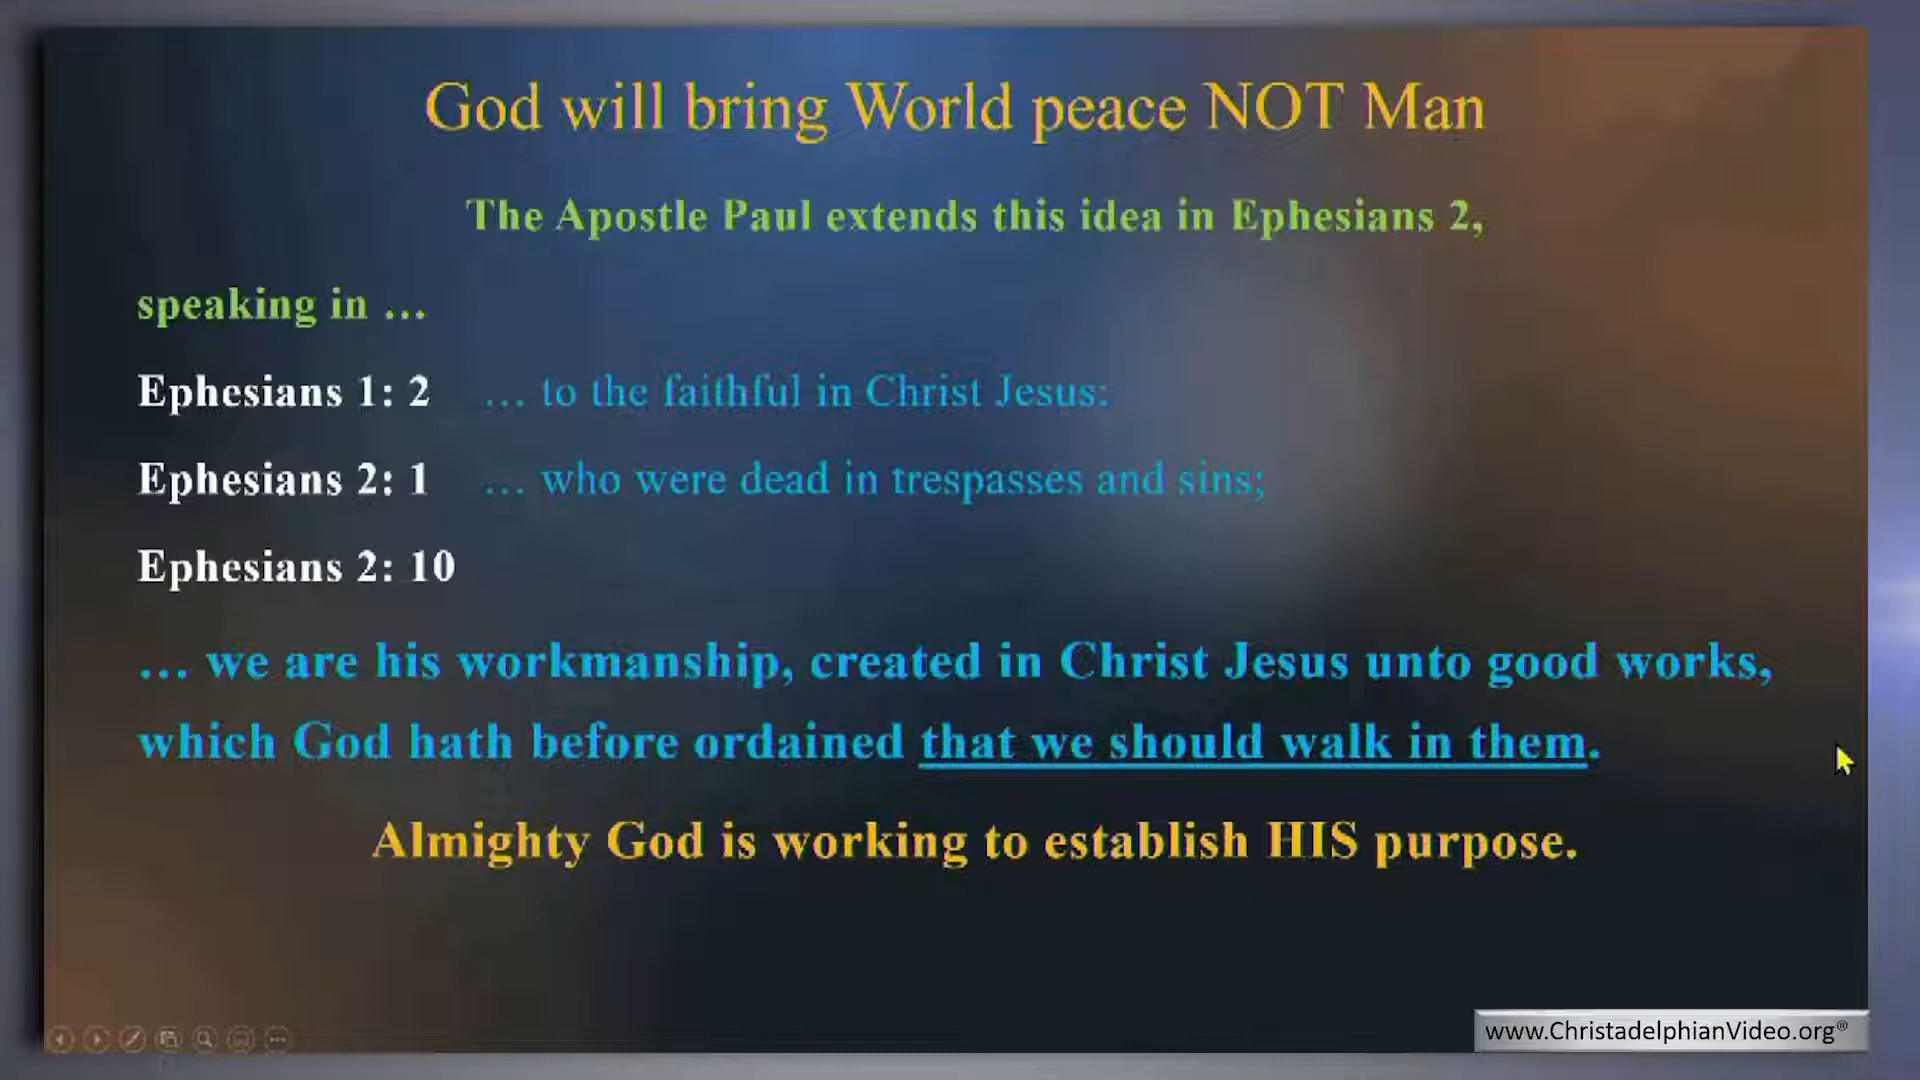 God will bring World peace NOT Man
The Apostle Paul extends this idea in Ephesians 2,
speaking in …
Ephesians 1: 2 … to the faithful in Christ Jesus:
Ephesians 2: 1 … who were dead in trespasses and sins;
Ephesians 2: 10
… we are his workmanship, created in Christ Jesus unto good works,
which God hath before ordained that we should walk in them.
Almighty God is working to establish HIS purpose.
www.ChristadelphianVideo.org®